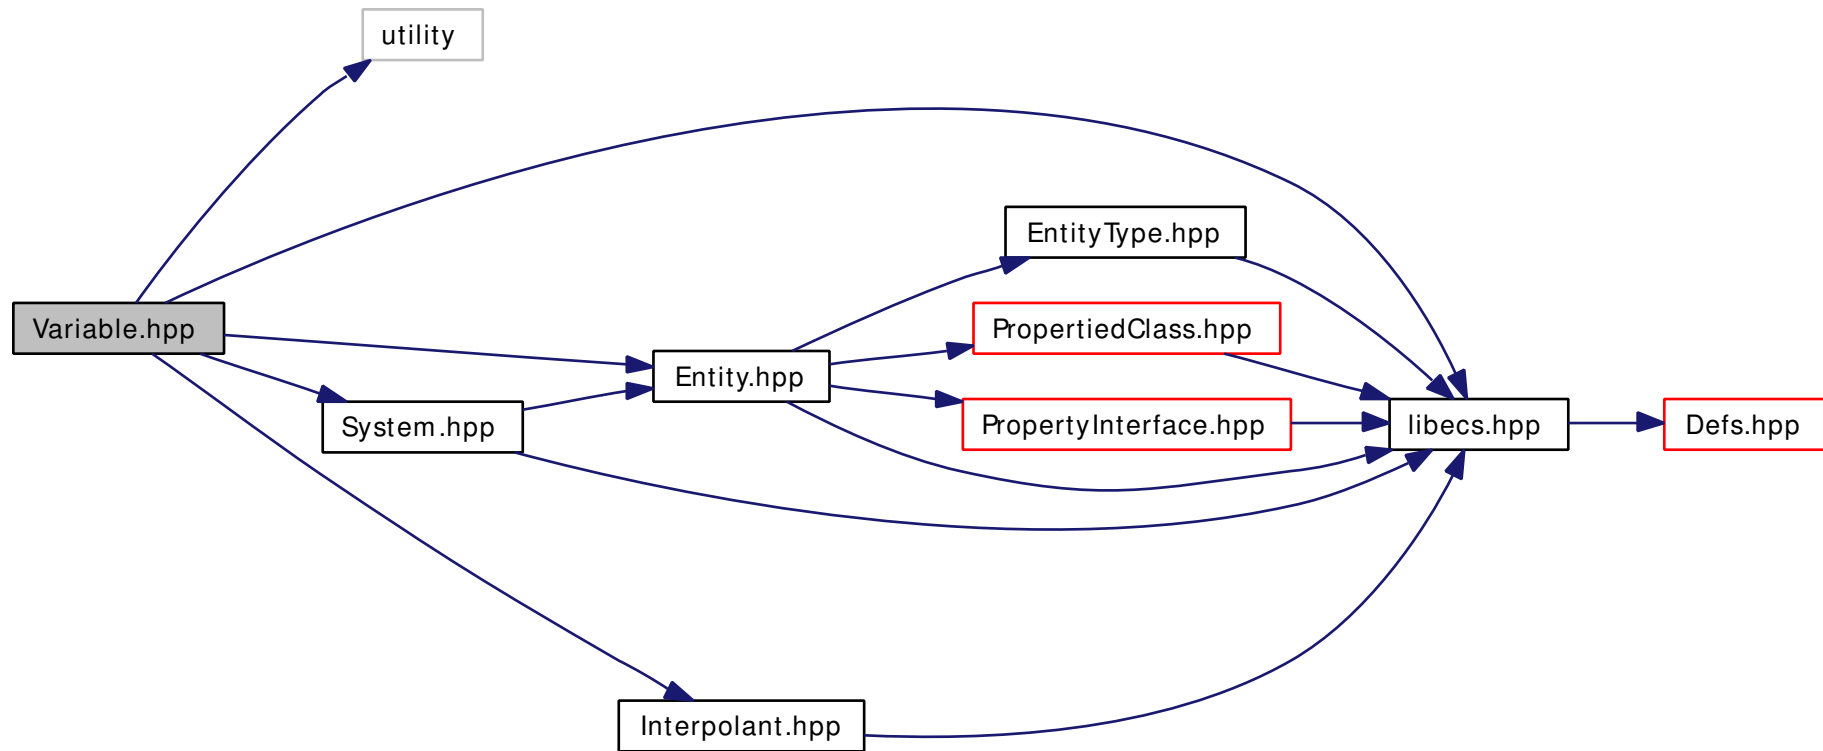 utility
EntityType.hpp
Variable.hpp
PropertiedClass.hpp
Entity.hpp
System.hpp
PropertyInterface.hpp
libecs.hpp
Defs.hpp
Interpolant.hpp